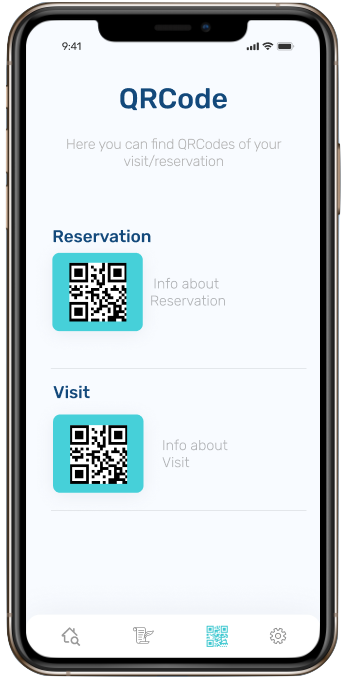 9:41
QRCode
Here you can find QRCodes of your
visit/reservation
Reservation
Info about
Reservation
Visit
Info about
Visit